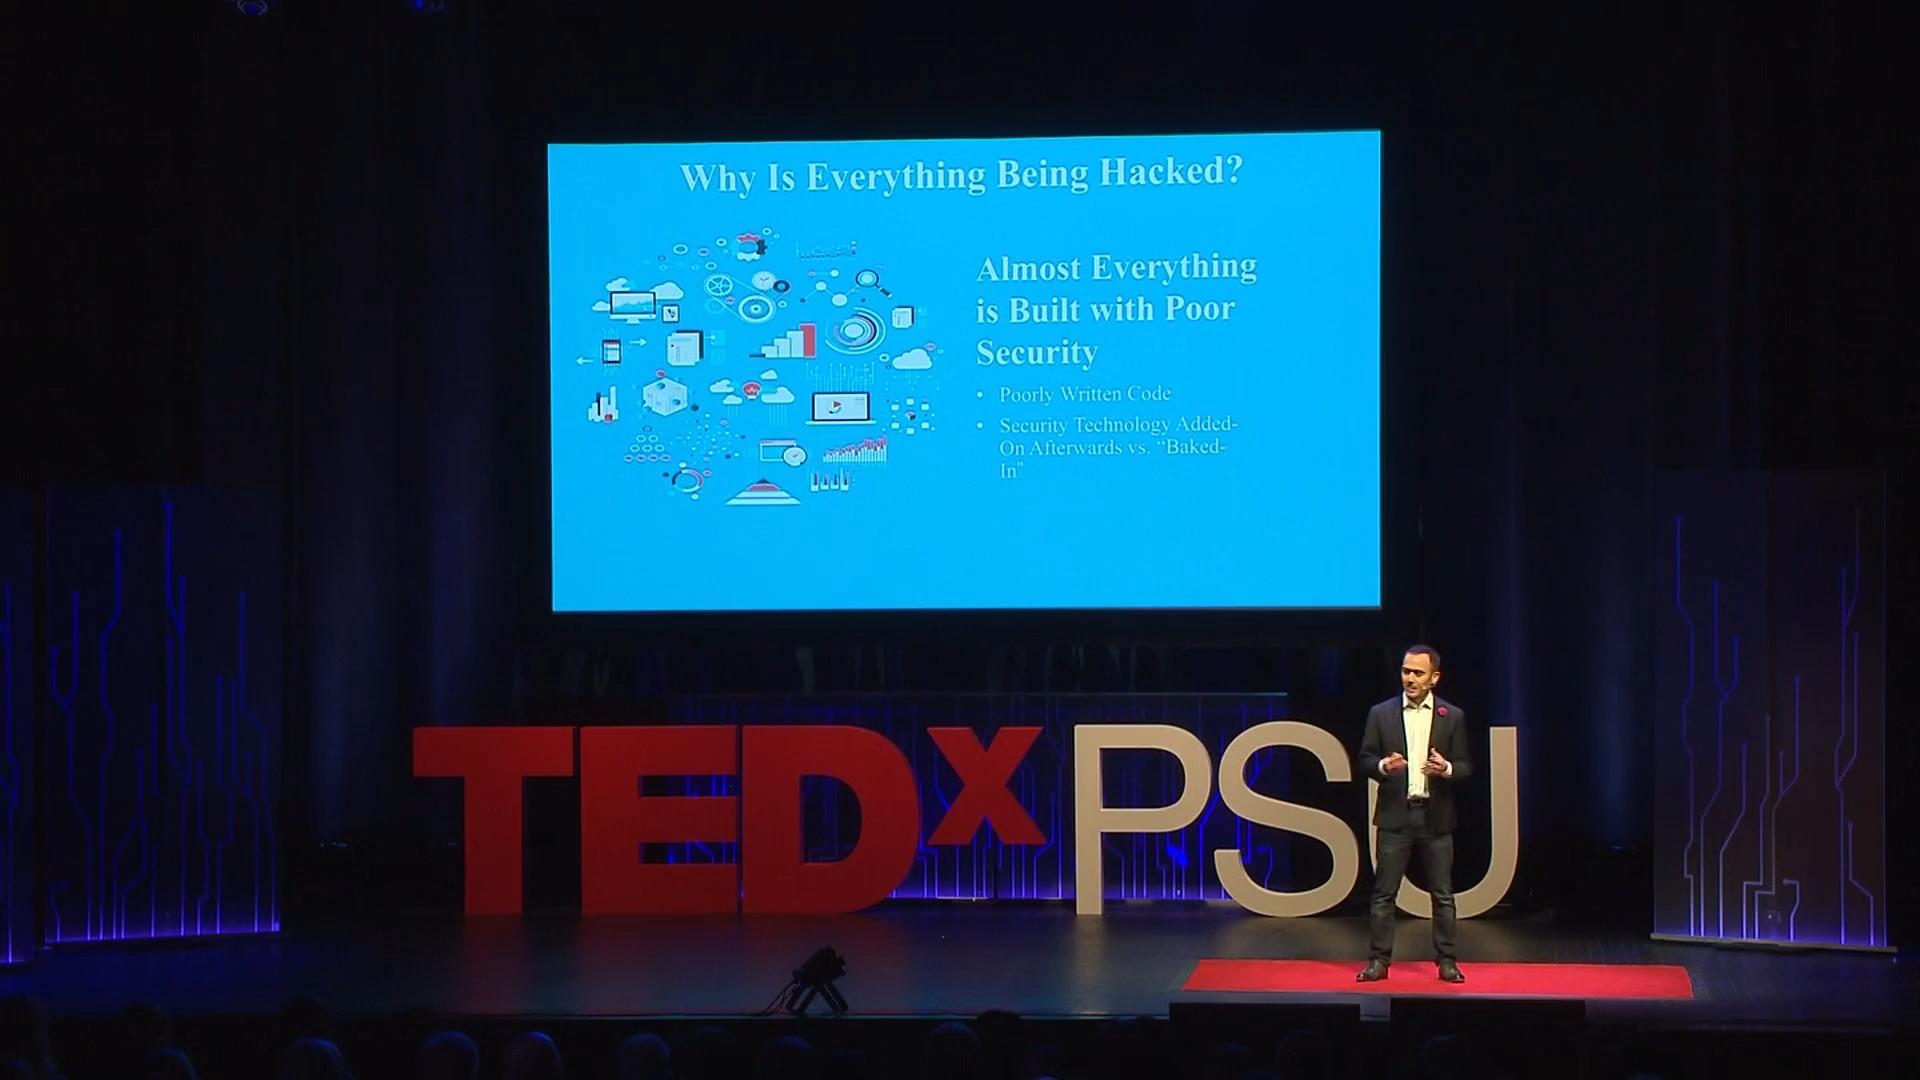 Why Is Everything Being Hacked?
Almost Everything
is Built with Poor
Security
• Poorly Written Code
• Security Technology Added-
On Afterwards vs. “Baked-
In”
TEDxPSU